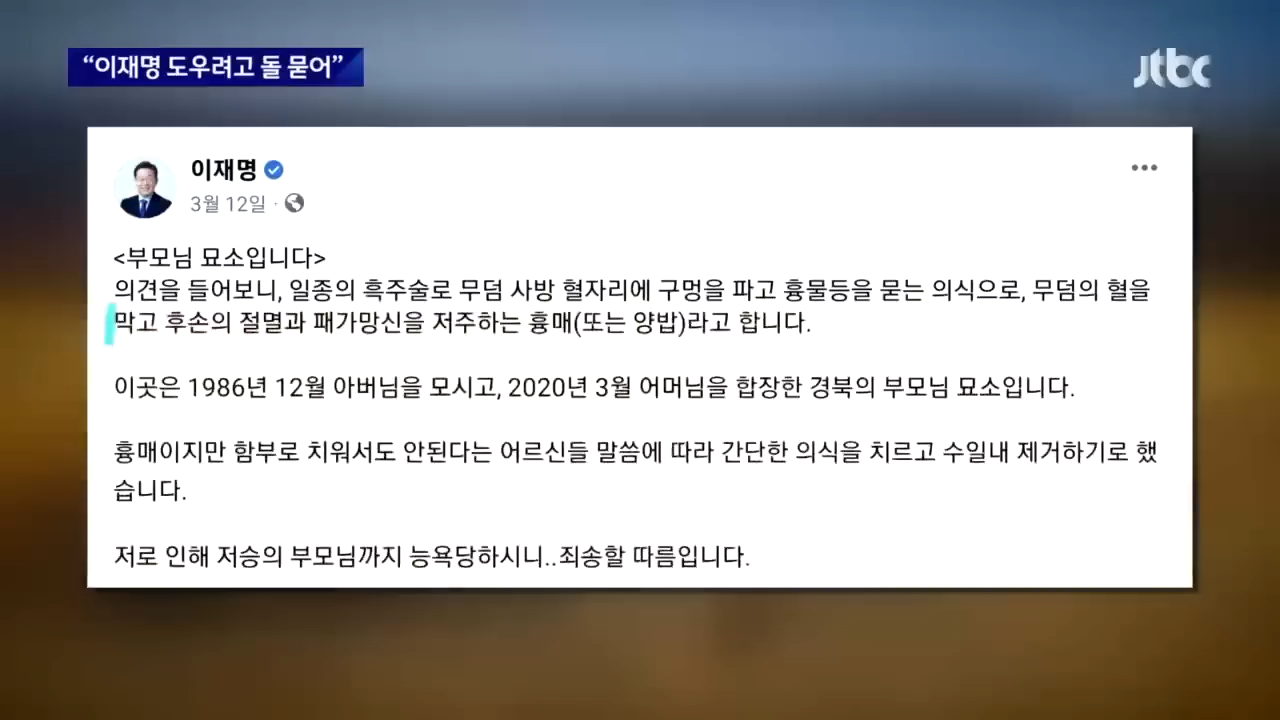 “이재명 도우려고 돌 묻어”
jtbc
이재명
3월 12일 ·
<부모님 묘소입니다>
의견을 들어보니, 일종의 흑주술로 무덤 사방 혈자리에 구멍을 파고 흉물등을 묻는 의식으로, 무덤의 혈을
막고 후손의 절멸과 패가망신을 저주하는 흉매(또는 양밥)라고 합니다.
이곳은 1986년 12월 아버님을 모시고, 2020년 3월 어머님을 합장한 경북의 부모님 묘소입니다.
흉매이지만 함부로 치워서도 안된다는 어르신들 말씀에 따라 간단한 의식을 치르고 수일내 제거하기로 했
습니다.
저로 인해 저승의 부모님까지 능욕당하시니..죄송할 따름입니다.